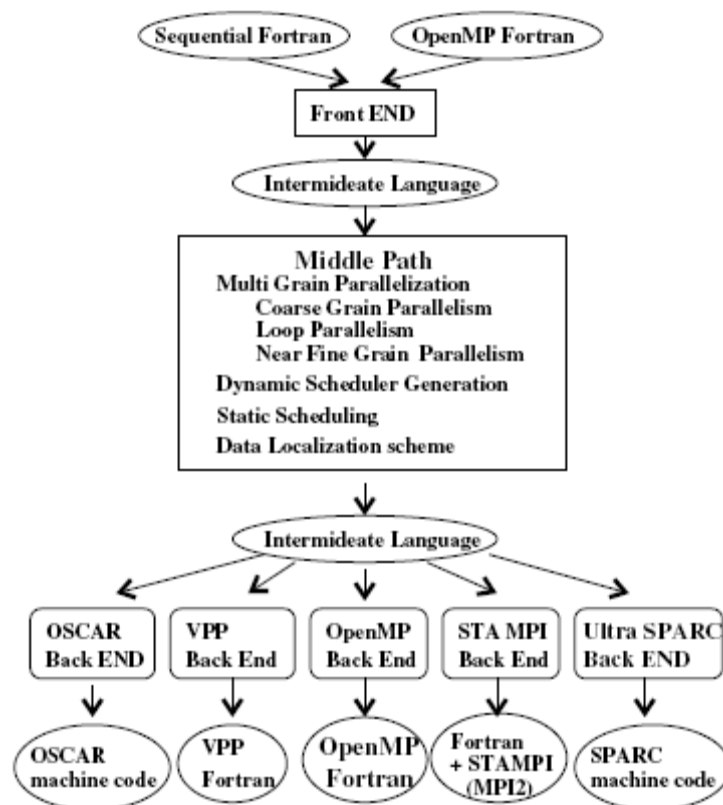 Sequential Fortran
OpenMP Fortran
Front END
Intermideate Language
Middle Path
Multi Grain Parallelization
Coarse Grain Parallelism
Loop Parallelism
Near Fine Grain Parallelism
Dynamic Scheduler Generation
Static Scheduling
Data Localization scheme
Intermideate Language
OSCAR
Back END
VPP
Back End
OpenMP
Back End
STA MPI
Back End
Ultra SPARC
Back END
OSCAR
machine code
VPP
Fortran
OpenMP
Fortran
Fortran
+ STAMPI
(MPI2)
SPARC
machine code